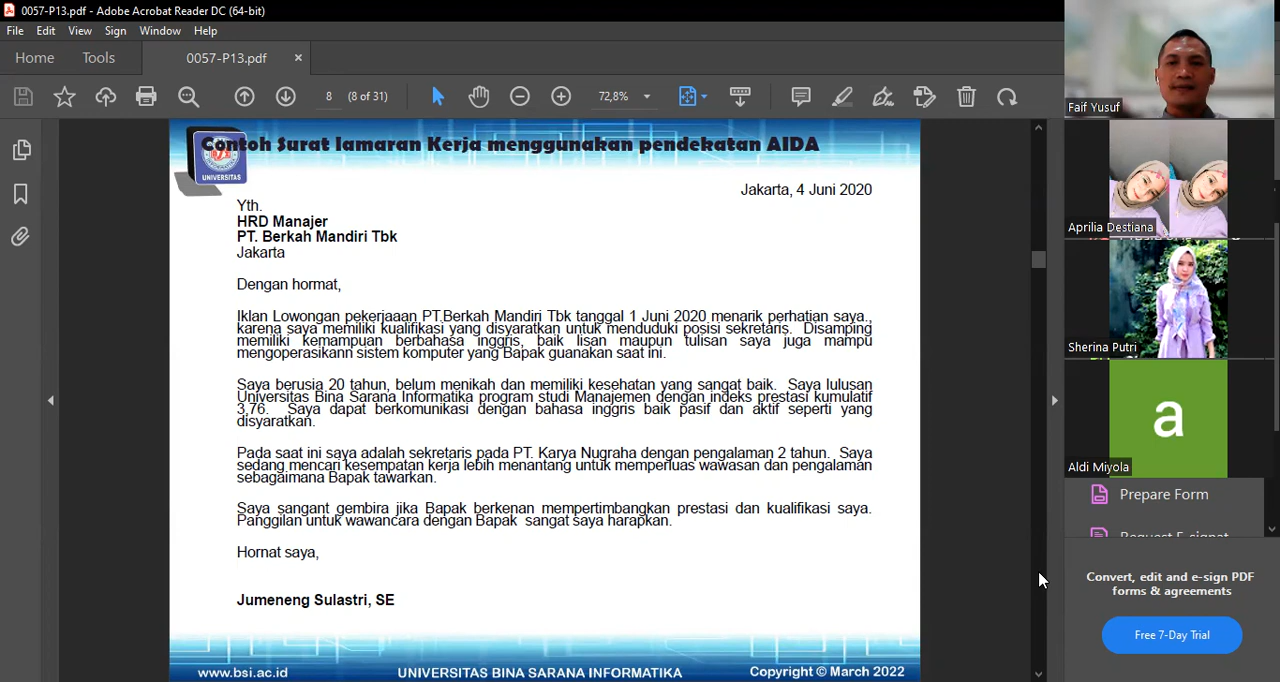 0057-P13.pdf - Adobe Acrobat Reader DC (64-bit)
File Edit View Sign Window Help
Home Tools 0057-P13.pdf ×
8 (8 of 31) 72,8%
Contoh Surat lamaran Kerja menggunakan pendekatan AIDA
UNIVERSITAS
Jakarta, 4 Juni 2020
Yth.
HRD Manajer
PT. Berkah Mandiri Tbk
Jakarta
Dengan hormat,
Iklan Lowongan pekerjaaan PT.Berkah Mandiri Tbk tanggal 1 Juni 2020 menarik perhatian saya.,
karena saya memiliki kualifikasi yang disyaratkan untuk menduduki posisi sekretaris. Disamping
memiliki kemampuan berbahasa inggris, baik lisan maupun tulisan saya juga mampu
mengoperasikann sistem komputer yang Bapak guanakan saat ini.
Saya berusia 20 tahun, belum menikah dan memiliki kesehatan yang sangat baik. Saya lulusan
Universitas Bina Sarana Informatika program studi Manajemen dengan indeks prestasi kumulatif
3,76. Saya dapat berkomunikasi dengan bahasa inggris baik pasif dan aktif seperti yang
disyaratkan.
Pada saat ini saya adalah sekretaris pada PT. Karya Nugraha dengan pengalaman 2 tahun. Saya
sedang mencari kesempatan kerja lebih menantang untuk memperluas wawasan dan pengalaman
sebagaimana Bapak tawarkan.
Saya sangant gembira jika Bapak berkenan mempertimbangkan prestasi dan kualifikasi saya.
Panggilan untuk wawancara dengan Bapak sangat saya harapkan.
Hornat saya,
Jumeneng Sulastri, SE
www.bsi.ac.id UNIVERSITAS BINA SARANA INFORMATIKA Copyright © March 2022
Faif Yusuf
Aprilia Destiana
Sherina Putri
a
Aldi Miyola
Prepare Form
Convert, edit and e-sign PDF
forms & agreements
Free 7-Day Trial